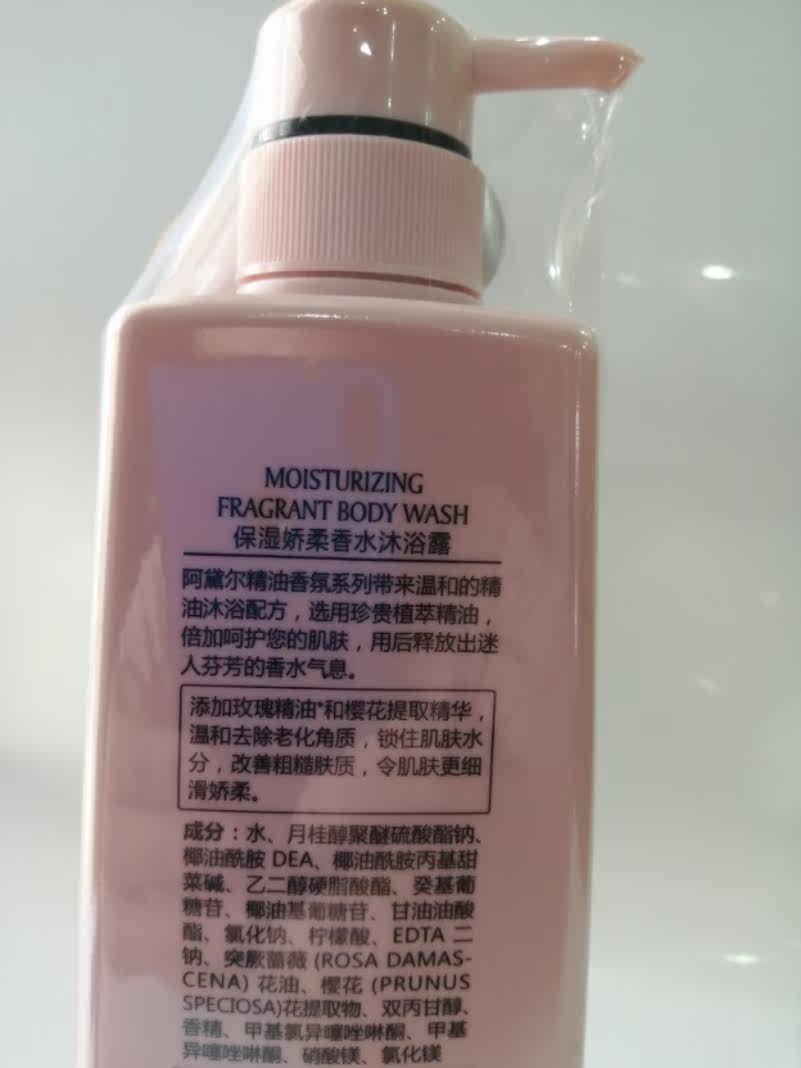 MOISTURIZING
FRAGRANT BODY WASH
保湿娇柔香水沐浴露
阿黛尔精油香氛系列带来温和的精
油沐浴配方，选用珍贵植萃精油，
倍加呵护您的肌肤，用后释放出迷
人芬芳的香水气息。
添加玫瑰精油*和樱花提取精华，
温和去除老化角质，锁住肌肤水
分，改善粗糙肤质，令肌肤更细
滑娇柔。
成分：水、月桂醇聚醚硫酸酯钠、
椰油酰胺 DEA、椰油酰胺丙基甜
菜碱、乙二醇硬脂酸酯、癸基葡
糖苷、椰油基葡糖苷、甘油油酸
酯、氯化钠、柠檬酸、EDTA 二
钠、突厥蔷薇 (ROSA DAMAS-
CENA) 花油、樱花 (PRUNUS
SPECIOSA)花提取物、双丙甘醇、
香精、甲基氯异噻唑啉酮、甲基
异噻唑啉酮、硝酸镁、氯化镁